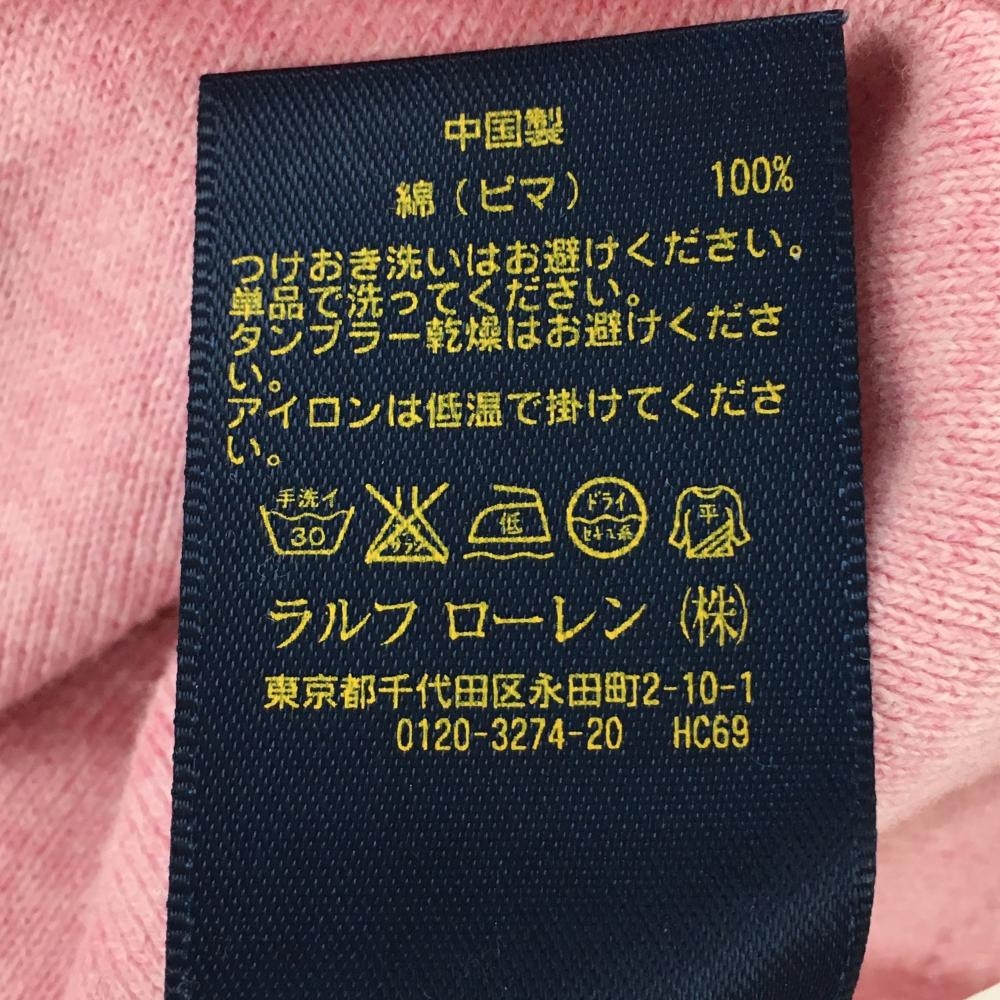 中国製
綿（ピマ） 100%
つけおき洗いはお避けください。
単品で洗ってください。
タンブラー乾燥はお避けくださ
い。
アイロンは低温で掛けてくださ
い。
手洗イ 30 低 ドライ 平
ラルフ ローレン （株）
東京都千代田区永田町2-10-1
0120-3274-20 HC69